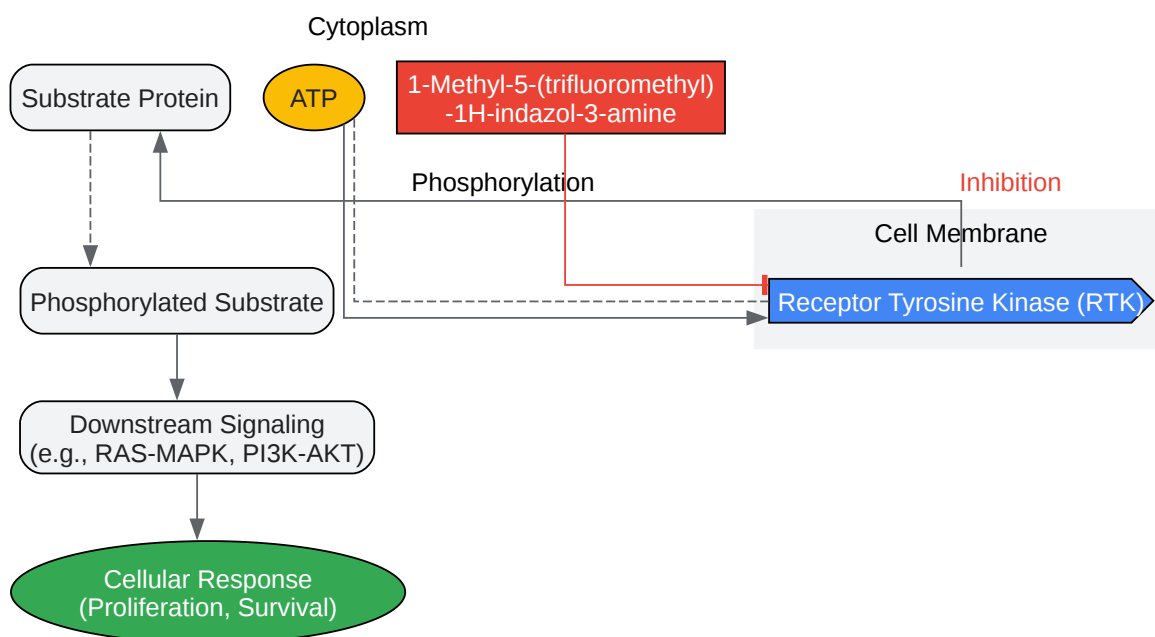 Cytoplasm
Substrate Protein
ATP
1-Methyl-5-(trifluoromethyl)
-1H-indazol-3-amine
Phosphorylation
Inhibition
Cell Membrane
Phosphorylated Substrate
Receptor Tyrosine Kinase (RTK)
Downstream Signaling
(e.g., RAS-MAPK, PI3K-AKT)
Cellular Response
(Proliferation, Survival)